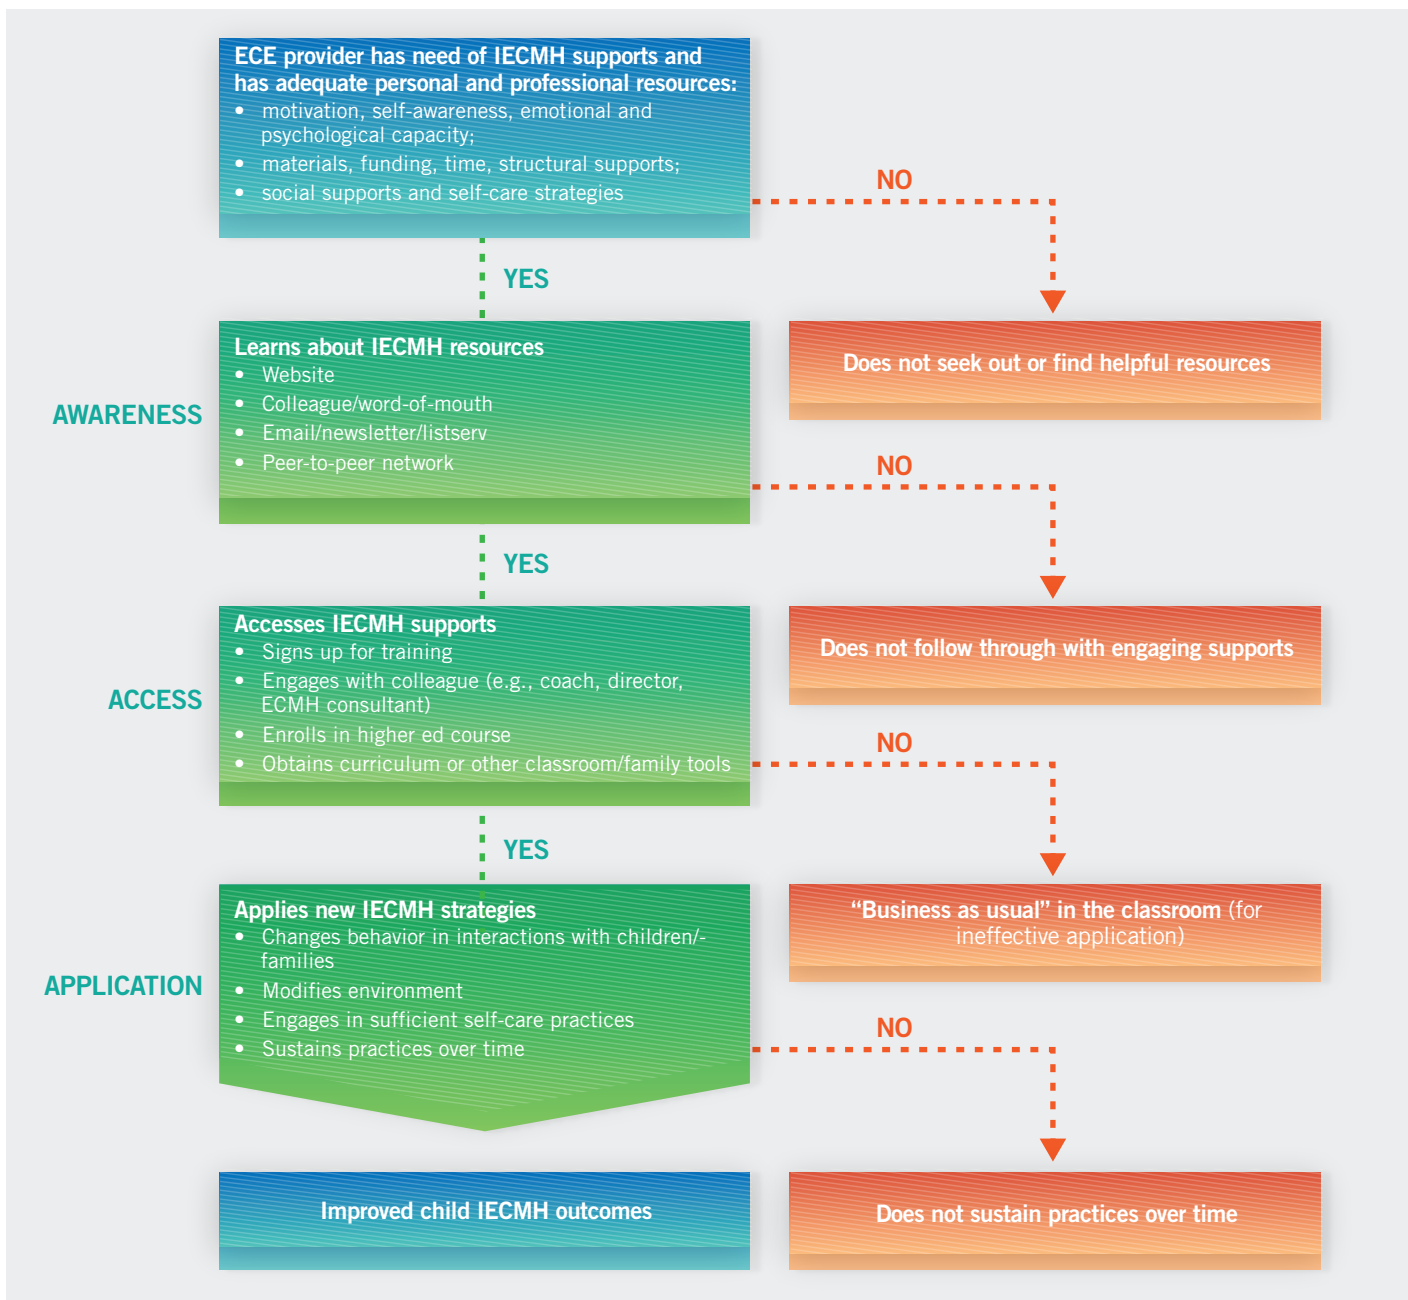 ECE provider has need of IECMH supports and
has adequate personal and professional resources:
• motivation, self-awareness, emotional and
psychological capacity;
• materials, funding, time, structural supports;
• social supports and self-care strategies
NO
YES
AWARENESS
Learns about IECMH resources
• Website
• Colleague/word-of-mouth
• Email/newsletter/listserv
• Peer-to-peer network
Does not seek out or find helpful resources
NO
YES
ACCESS
Accesses IECMH supports
• Signs up for training
• Engages with colleague (e.g., coach, director,
ECMH consultant)
• Enrolls in higher ed course
• Obtains curriculum or other classroom/family tools
Does not follow through with engaging supports
NO
YES
APPLICATION
Applies new IECMH strategies
• Changes behavior in interactions with children/-
families
• Modifies environment
• Engages in sufficient self-care practices
• Sustains practices over time
“Business as usual” in the classroom (for
ineffective application)
NO
Improved child IECMH outcomes
Does not sustain practices over time